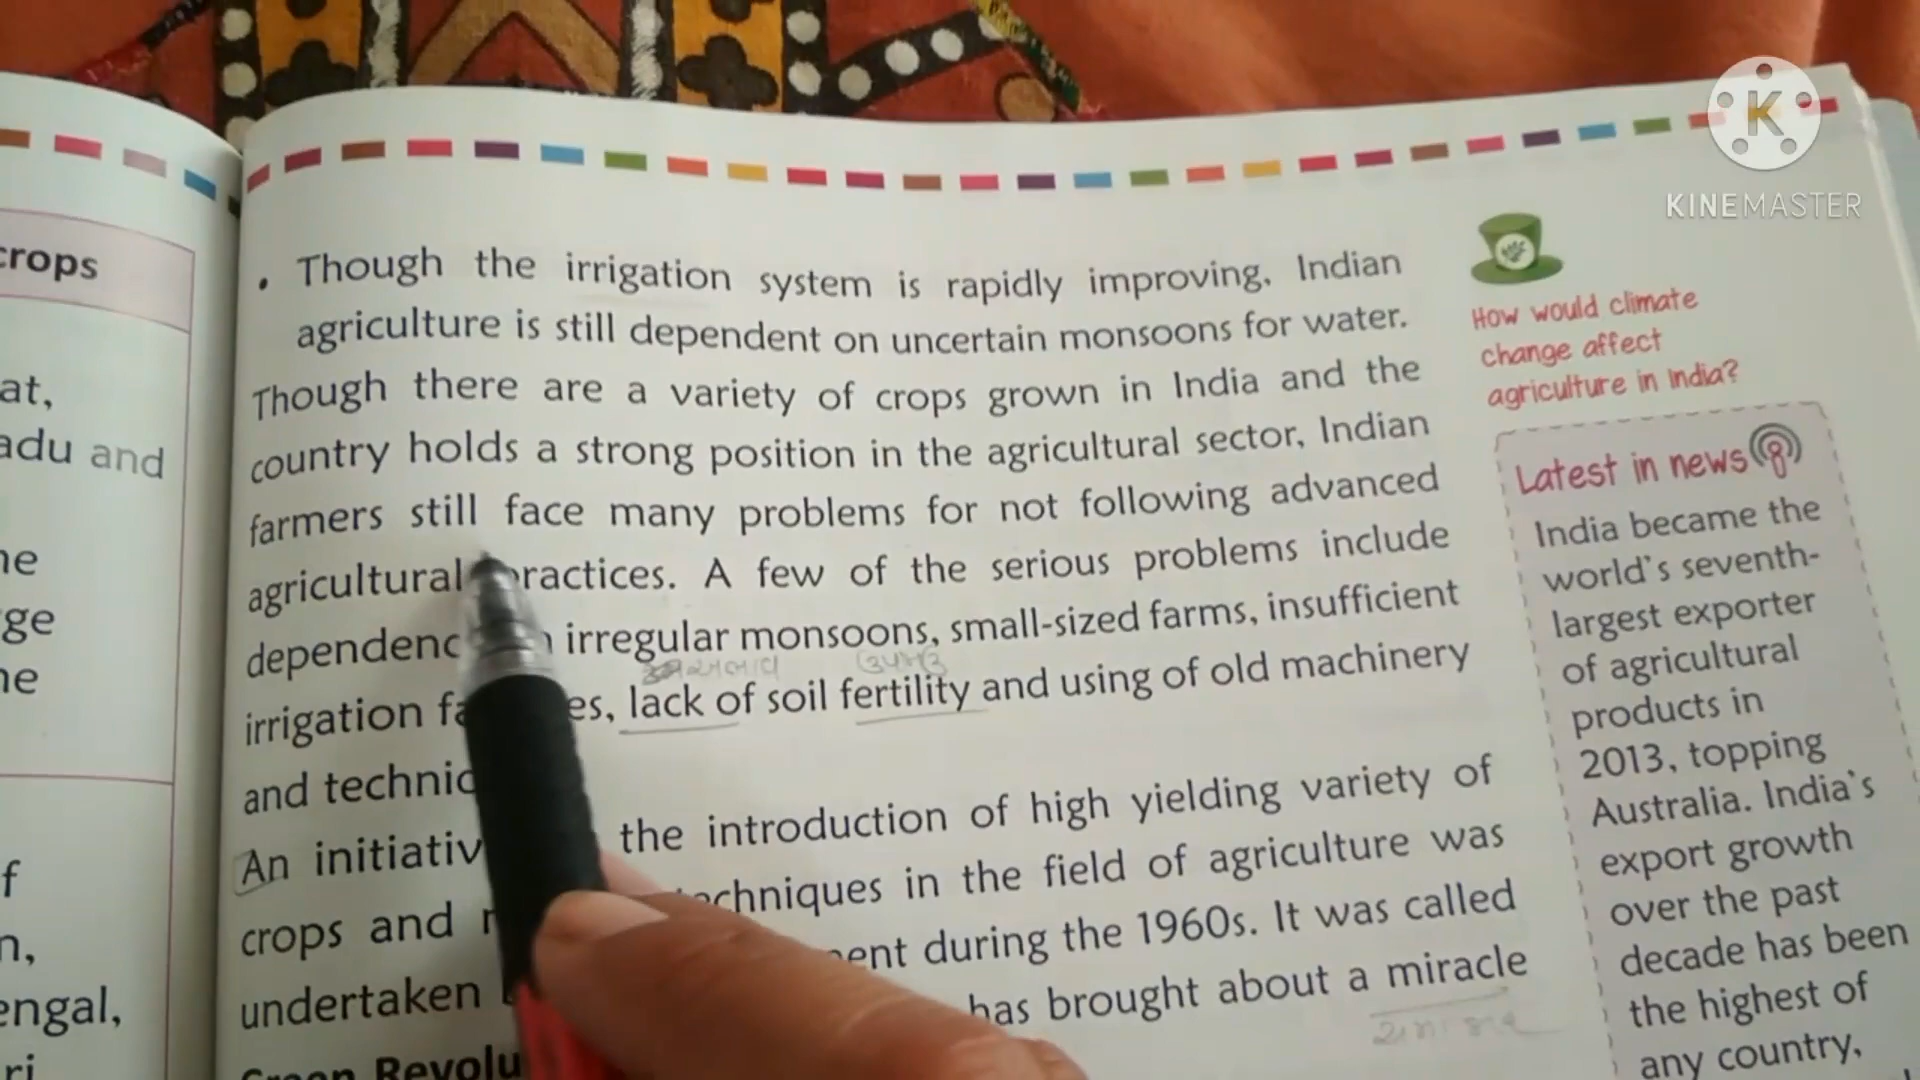 crops
at,
adu and
ge
f
n,
engal,
ri
• Though the irrigation system is rapidly improving, Indian
agriculture is still dependent on uncertain monsoons for water.
Though there are a variety of crops grown in India and the
country holds a strong position in the agricultural sector, Indian
farmers still face many problems for not following advanced
agricultural practices. A few of the serious problems include
irregular monsoons, small-sized farms, insufficient
irrigation es, lack of soil fertility and using of old machinery
and technic
An initiativ the introduction of high yielding variety of
crops and echniques in the field of agriculture was
undertaken ent during the 1960s. It was called
has brought about a miracle
Green Revolu
How would climate
change affect
agriculture in India?
Latest in news
India became the
world's seventh-
largest exporter
of agricultural
products in
2013, topping
Australia. India's
export growth
over the past
decade has been
the highest of
any country,
K
KINEMASTER